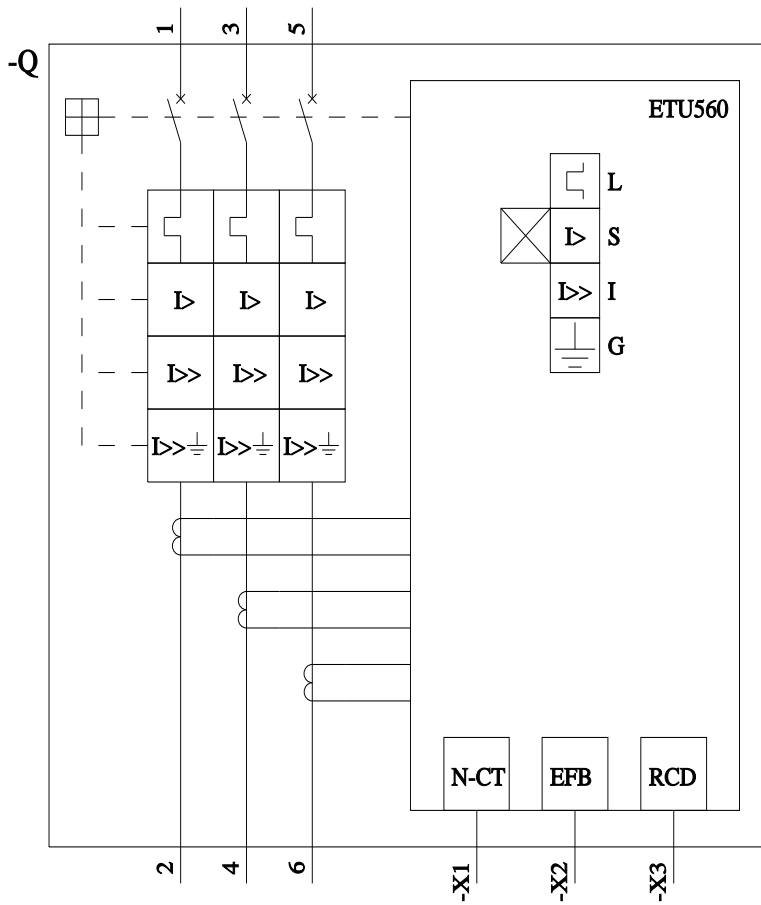 1 3 5
-Q
ETU560
L
I> S
I> I> I>
I>> I
I>> I>> I>>
G
I>> I>> I>>
N-CT EFB RCD
2 4 6 -X1 -X2 -X3